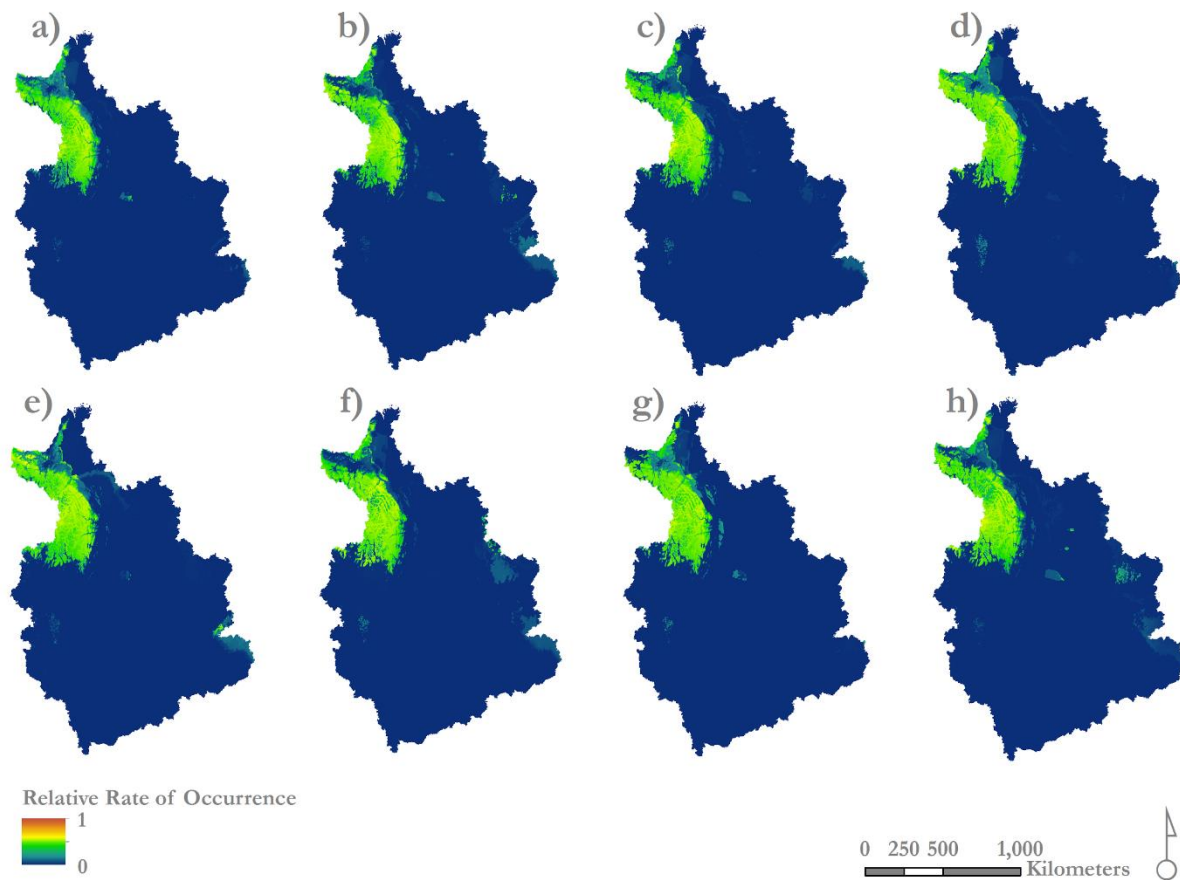 a)
b)
c)
d)
e)
f)
g)
h)
Relative Rate of Occurrence
1
0
0 250 500 1,000
Kilometers